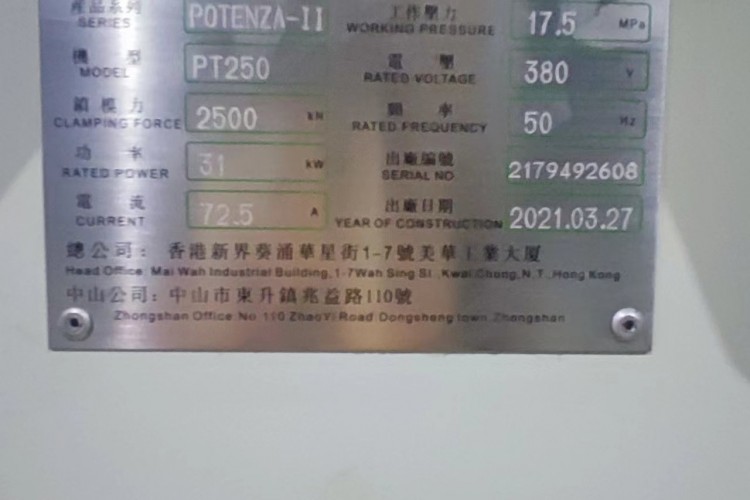 產品系列 POTENZA-II 工作壓力 17.5 MPa
SERIES WORKING PRESSURE
機 型 PT250 電 壓 380 V
MODEL RATED VOLTAGE
鎖 模 力 2500 kN 頻 率 50 Hz
CLAMPING FORCE RATED FREQUENCY
功 率 31 kW 出廠編號 2179492608
RATED POWER SERIAL NO
電 流 72.5 A 出廠日期 2021.03.27
CURRENT YEAR OF CONSTRUCTION
總公司：香港新界葵涌華星街1-7號美華工業大厦
Head Office: Mai Wah Industrial Building, 1-7 Wah Sing St., Kwai Chong, N.T., Hong Kong
中山公司：中山市東升鎮兆益路110號
Zhongshan Office: No 110 ZhaoYi Road Dongsheng town, Zhongshan